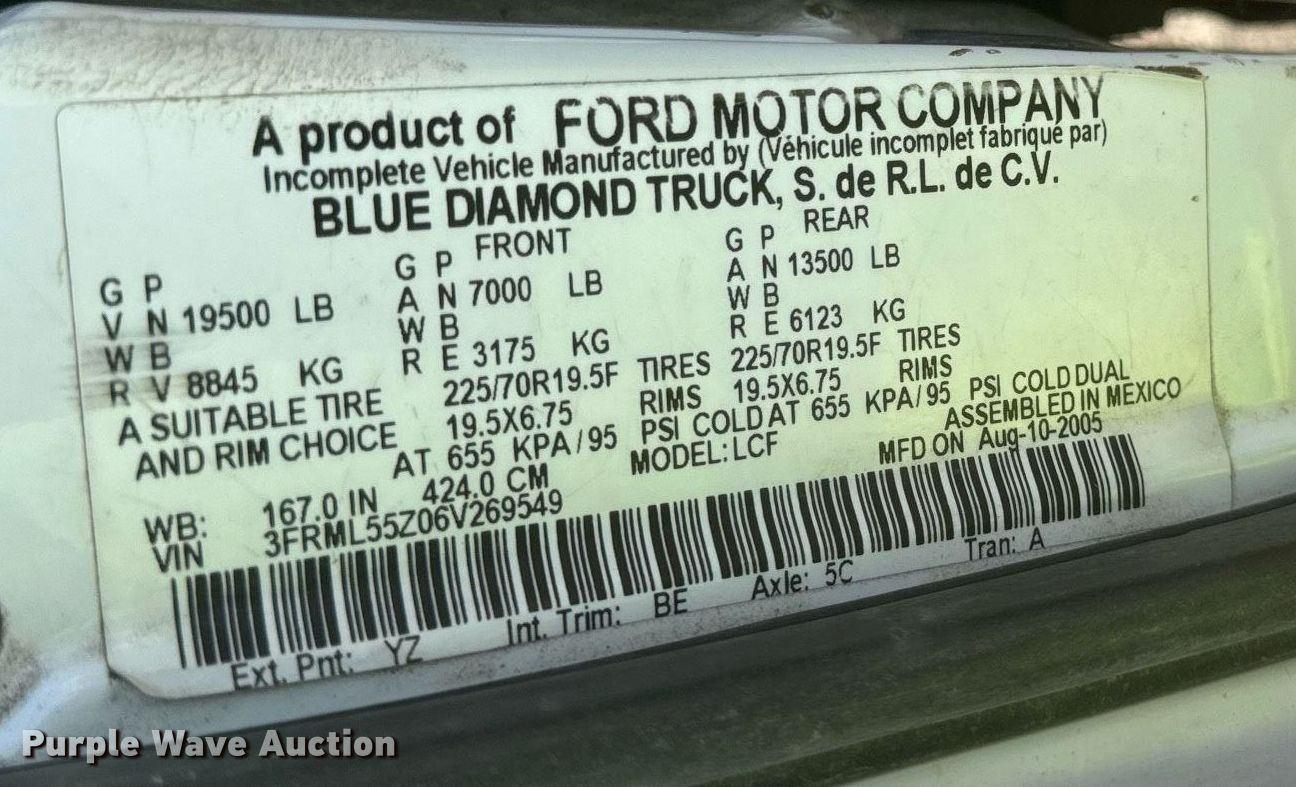 A product of FORD MOTOR COMPANY
Incomplete Vehicle Manufactured by (Véhicule incomplet fabriqué par)
BLUE DIAMOND TRUCK, S. de R.L. de C.V.
G P G P FRONT G P REAR
V N 19500 LB A N 7000 LB A N 13500 LB
W B W B W B
R V 8845 KG R E 3175 KG R E 6123 KG
A SUITABLE TIRE 225/70R19.5F TIRES 225/70R19.5F TIRES
AND RIM CHOICE 19.5X6.75 RIMS 19.5X6.75 RIMS
AT 655 KPA/95 PSI COLD AT 655 KPA/95 PSI COLD DUAL
WB: 167.0 IN 424.0 CM MODEL: LCF ASSEMBLED IN MEXICO
VIN 3FRML55Z06V269549 MFD ON Aug-10-2005
Ext. Pnt: YZ Int. Trim: BE Axle: 5C Tran: A
Purple Wave Auction